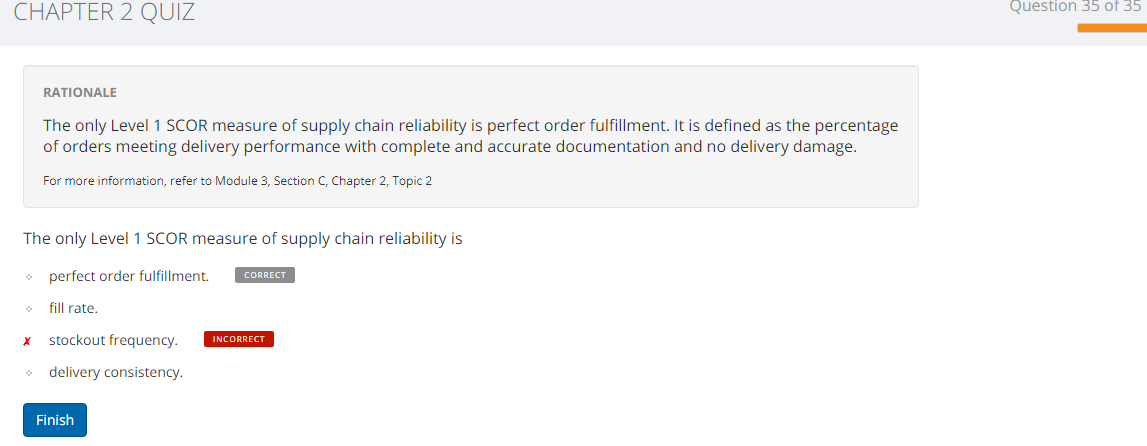 CHAPTER 2 QUIZ
Question 35 of 35
RATIONALE
The only Level 1 SCOR measure of supply chain reliability is perfect order fulfillment. It is defined as the percentage
of orders meeting delivery performance with complete and accurate documentation and no delivery damage.
For more information, refer to Module 3, Section C, Chapter 2, Topic 2
The only Level 1 SCOR measure of supply chain reliability is
perfect order fulfillment. CORRECT
fill rate.
✗ stockout frequency. INCORRECT
delivery consistency.
Finish